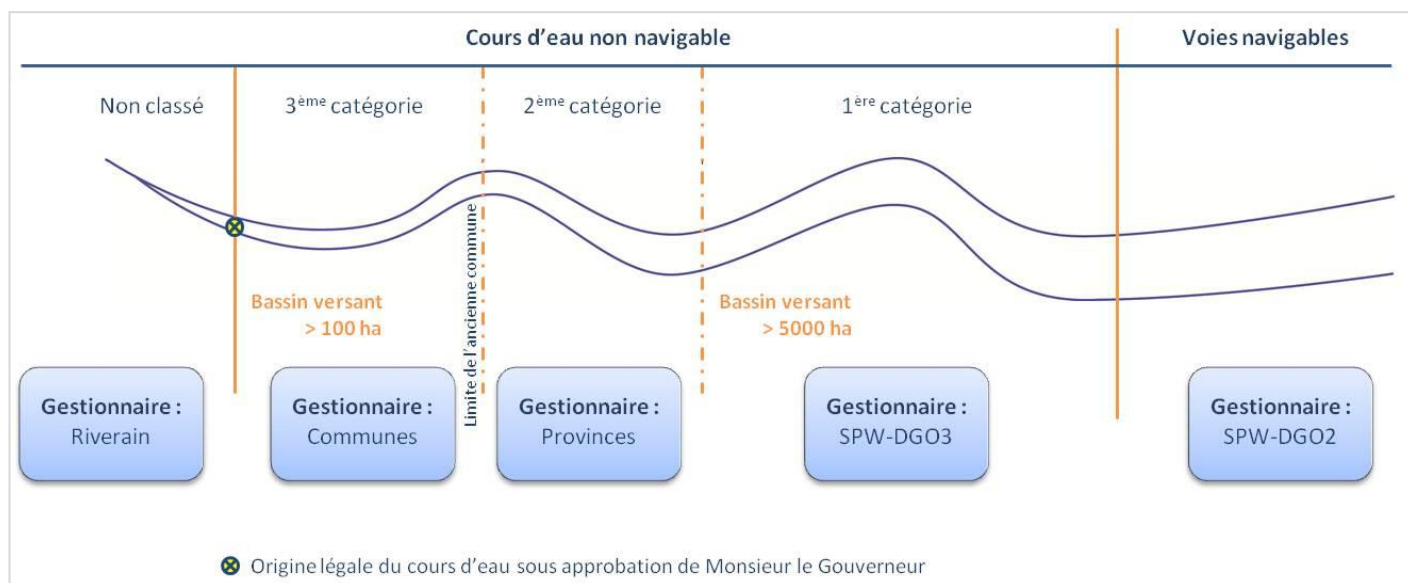 Cours d'eau non navigable
Voies navigables
Non classé
3ème catégorie
2ème catégorie
1ère catégorie
Limite de l'ancienne commune
Bassin versant
> 100 ha
Bassin versant
> 5000 ha
Gestionnaire :
Riverain
Gestionnaire :
Communes
Gestionnaire :
Provinces
Gestionnaire :
SPW-DGO3
Gestionnaire :
SPW-DGO2
Origine légale du cours d'eau sous approbation de Monsieur le Gouverneur